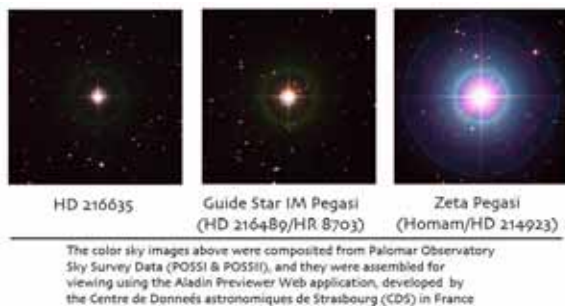 HD 216635
Guide Star IM Pegasi
(HD 216489/HR 8703)
Zeta Pegasi
(Homam/HD 214923)
The color sky images above were composited from Palomar Observatory
Sky Survey Data (POSSI & POSSII), and they were assembled for
viewing using the Aladin Previewer Web application, developed by
the Centre de Donneés astronomiques de Strasbourg (CDS) in France